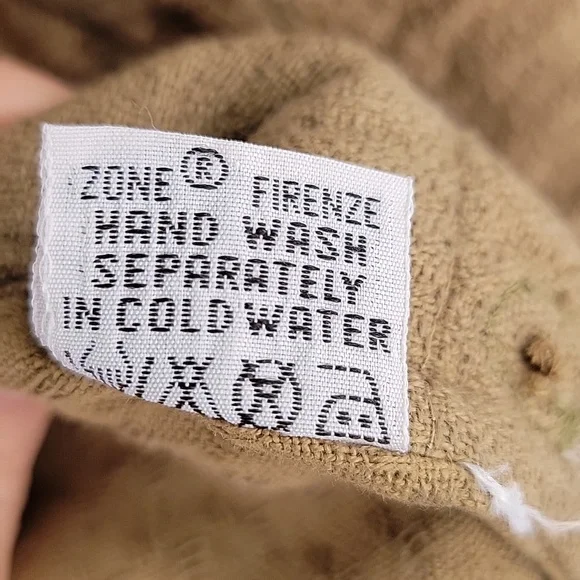 ZONE® FIRENZE
HAND WASH
SEPARATELY
IN COLD WATER